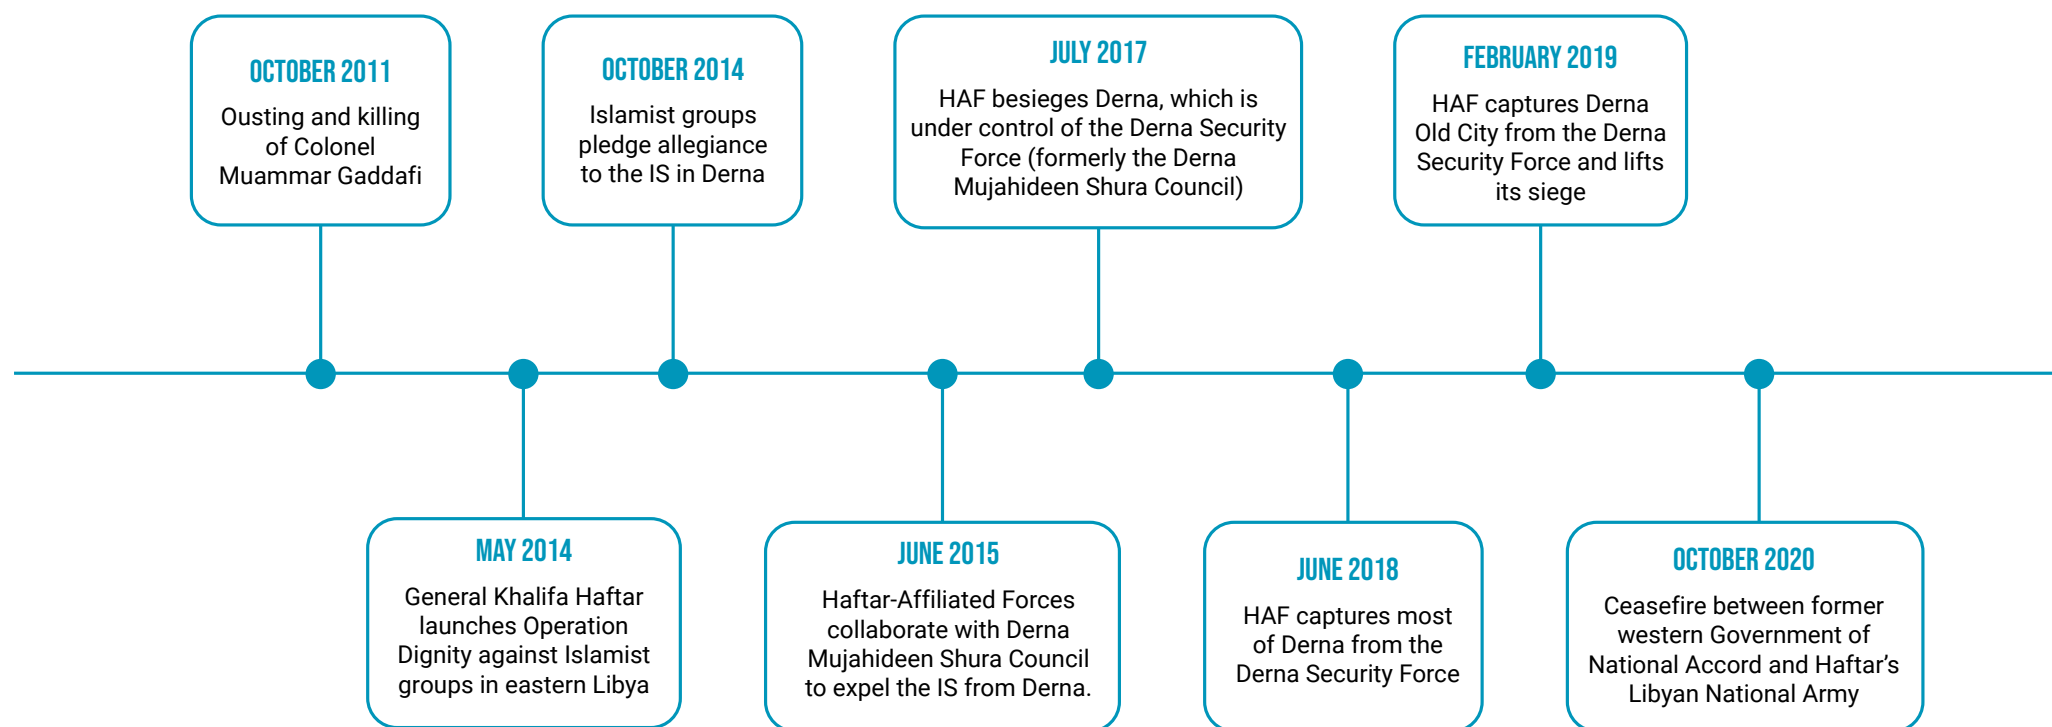 OCTOBER 2011
Ousting and killing
of Colonel
Muammar Gaddafi
OCTOBER 2014
Islamist groups
pledge allegiance
to the IS in Derna
JULY 2017
HAF besieges Derna, which is
under control of the Derna Security
Force (formerly the Derna
Mujahideen Shura Council)
FEBRUARY 2019
HAF captures Derna
Old City from the Derna
Security Force and lifts
its siege
MAY 2014
General Khalifa Haftar
launches Operation
Dignity against Islamist
groups in eastern Libya
JUNE 2015
Haftar-Affiliated Forces
collaborate with Derna
Mujahideen Shura Council
to expel the IS from Derna.
JUNE 2018
HAF captures most
of Derna from the
Derna Security Force
OCTOBER 2020
Ceasefire between former
western Government of
National Accord and Haftar's
Libyan National Army